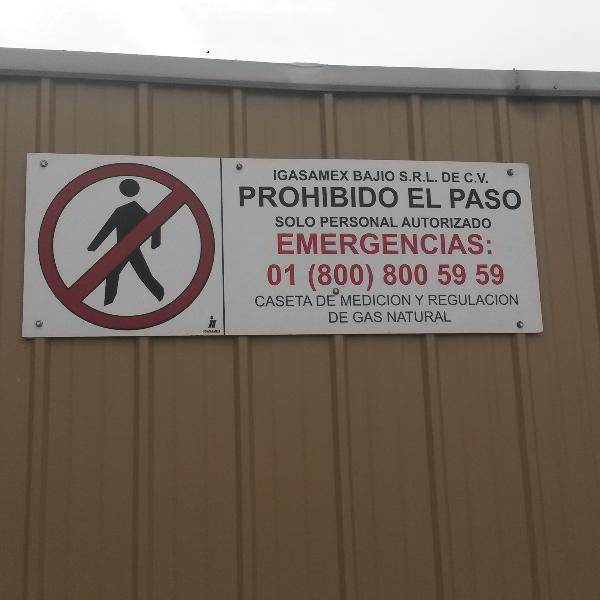 IGASAMEX BAJIO S.R.L. DE C.V.
PROHIBIDO EL PASO
SOLO PERSONAL AUTORIZADO
EMERGENCIAS:
01 (800) 800 59 59
CASETA DE MEDICION Y REGULACION
DE GAS NATURAL